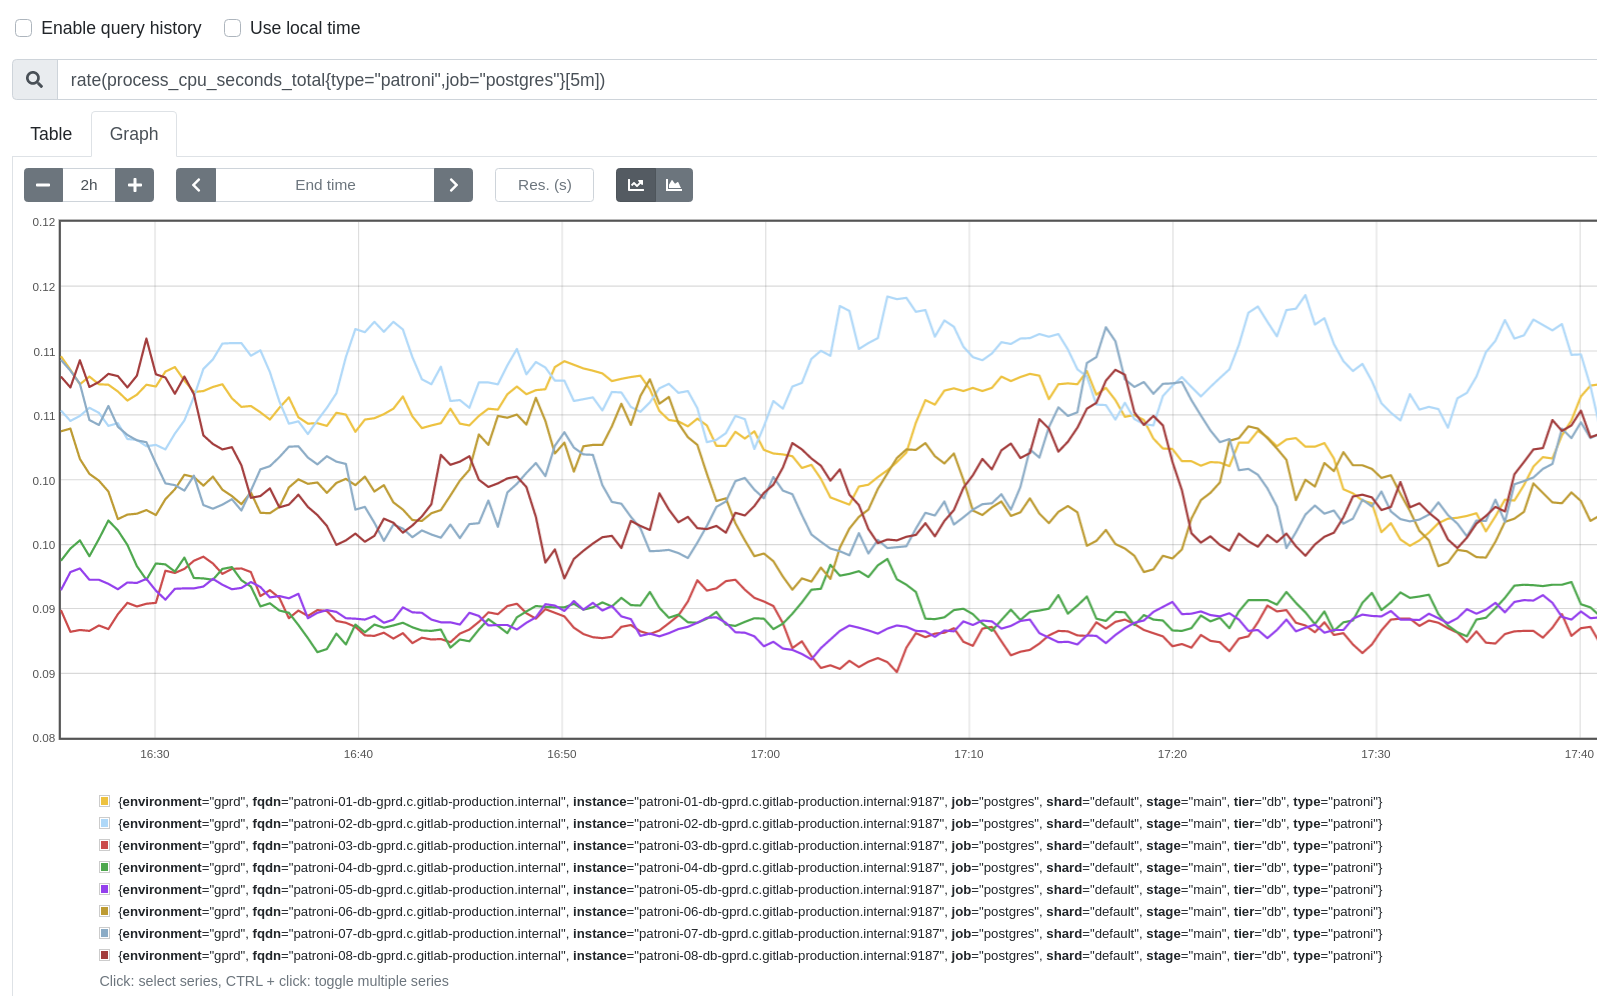 Enable query history Use local time
rate(process_cpu_seconds_total{type="patroni",job="postgres"}[5m])
Table Graph
2h End time Res. (s)
0.12
0.12
0.11
0.11
0.10
0.10
0.09
0.09
0.08
16:30 16:40 16:50 17:00 17:10 17:20 17:30 17:40
{environment="gprd", fqdn="patroni-01-db-gprd.c.gitlab-production.internal", instance="patroni-01-db-gprd.c.gitlab-production.internal:9187", job="postgres", shard="default", stage="main", tier="db", type="patroni"}
{environment="gprd", fqdn="patroni-02-db-gprd.c.gitlab-production.internal", instance="patroni-02-db-gprd.c.gitlab-production.internal:9187", job="postgres", shard="default", stage="main", tier="db", type="patroni"}
{environment="gprd", fqdn="patroni-03-db-gprd.c.gitlab-production.internal", instance="patroni-03-db-gprd.c.gitlab-production.internal:9187", job="postgres", shard="default", stage="main", tier="db", type="patroni"}
{environment="gprd", fqdn="patroni-04-db-gprd.c.gitlab-production.internal", instance="patroni-04-db-gprd.c.gitlab-production.internal:9187", job="postgres", shard="default", stage="main", tier="db", type="patroni"}
{environment="gprd", fqdn="patroni-05-db-gprd.c.gitlab-production.internal", instance="patroni-05-db-gprd.c.gitlab-production.internal:9187", job="postgres", shard="default", stage="main", tier="db", type="patroni"}
{environment="gprd", fqdn="patroni-06-db-gprd.c.gitlab-production.internal", instance="patroni-06-db-gprd.c.gitlab-production.internal:9187", job="postgres", shard="default", stage="main", tier="db", type="patroni"}
{environment="gprd", fqdn="patroni-07-db-gprd.c.gitlab-production.internal", instance="patroni-07-db-gprd.c.gitlab-production.internal:9187", job="postgres", shard="default", stage="main", tier="db", type="patroni"}
{environment="gprd", fqdn="patroni-08-db-gprd.c.gitlab-production.internal", instance="patroni-08-db-gprd.c.gitlab-production.internal:9187", job="postgres", shard="default", stage="main", tier="db", type="patroni"}
Click: select series, CTRL + click: toggle multiple series